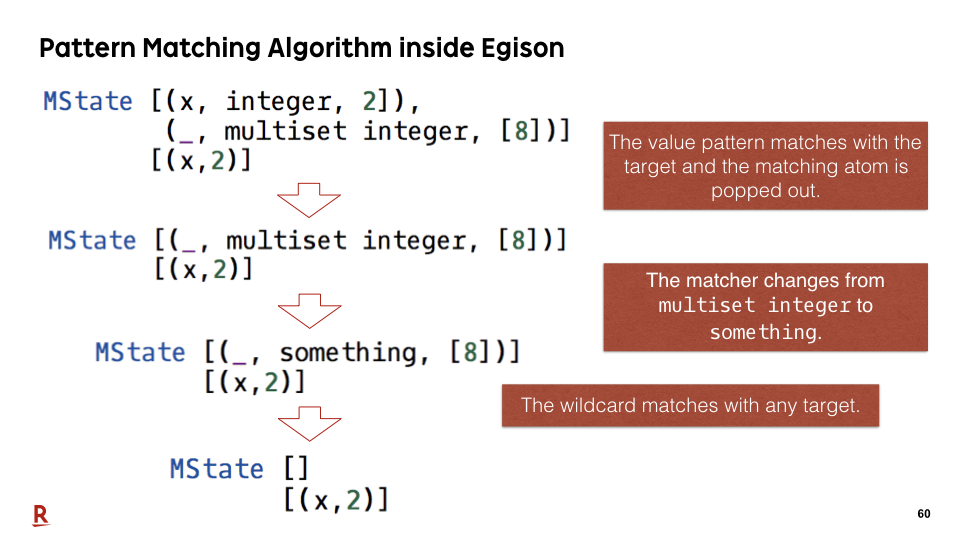 Pattern Matching Algorithm inside Egison
MState [(x, integer, 2]),
(_, multiset integer, [8])]
[(x,2)]
The value pattern matches with the
target and the matching atom is
popped out.
MState [(_, multiset integer, [8])]
[(x,2)]
The matcher changes from
multiset integer to
something.
MState [(_, something, [8])]
[(x,2)]
The wildcard matches with any target.
MState []
[(x,2)]
R
60